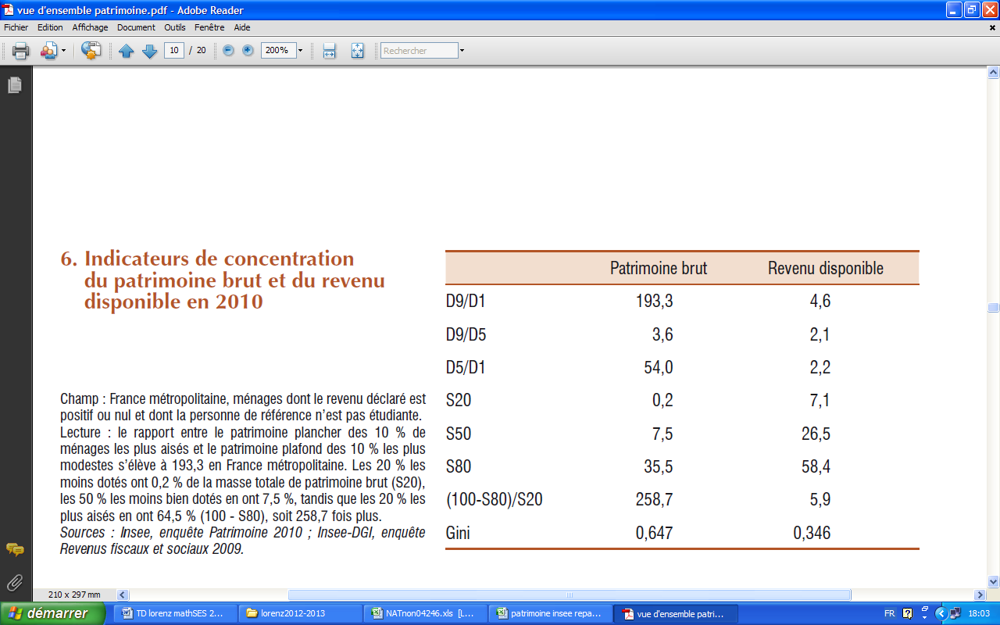 vue d'ensemble patrimoine.pdf - Adobe Reader
Fichier Edition Affichage Document Outils Fenêtre Aide
10 / 20 200% Rechercher
6. Indicateurs de concentration
du patrimoine brut et du revenu
disponible en 2010
Champ : France métropolitaine, ménages dont le revenu déclaré est
positif ou nul et dont la personne de référence n'est pas étudiante.
Lecture : le rapport entre le patrimoine plancher des 10 % de
ménages les plus aisés et le patrimoine plafond des 10 % les plus
modestes s'élève à 193,3 en France métropolitaine. Les 20 % les
moins dotés ont 0,2 % de la masse totale de patrimoine brut (S20),
les 50 % les moins bien dotés en ont 7,5 %, tandis que les 20 % les
plus aisés en ont 64,5 % (100 - S80), soit 258,7 fois plus.
Sources : Insee, enquête Patrimoine 2010 ; Insee-DGI, enquête
Revenus fiscaux et sociaux 2009.
Patrimoine brut Revenu disponible
D9/D1 193,3 4,6
D9/D5 3,6 2,1
D5/D1 54,0 2,2
S20 0,2 7,1
S50 7,5 26,5
S80 35,5 58,4
(100-S80)/S20 258,7 5,9
Gini 0,647 0,346
210 x 297 mm
démarrer TD lorenz mathSES 2... lorenz2012-2013 NATnon04246.xls [L... patrimoine insee repa... vue d'ensemble patri... FR 18:03